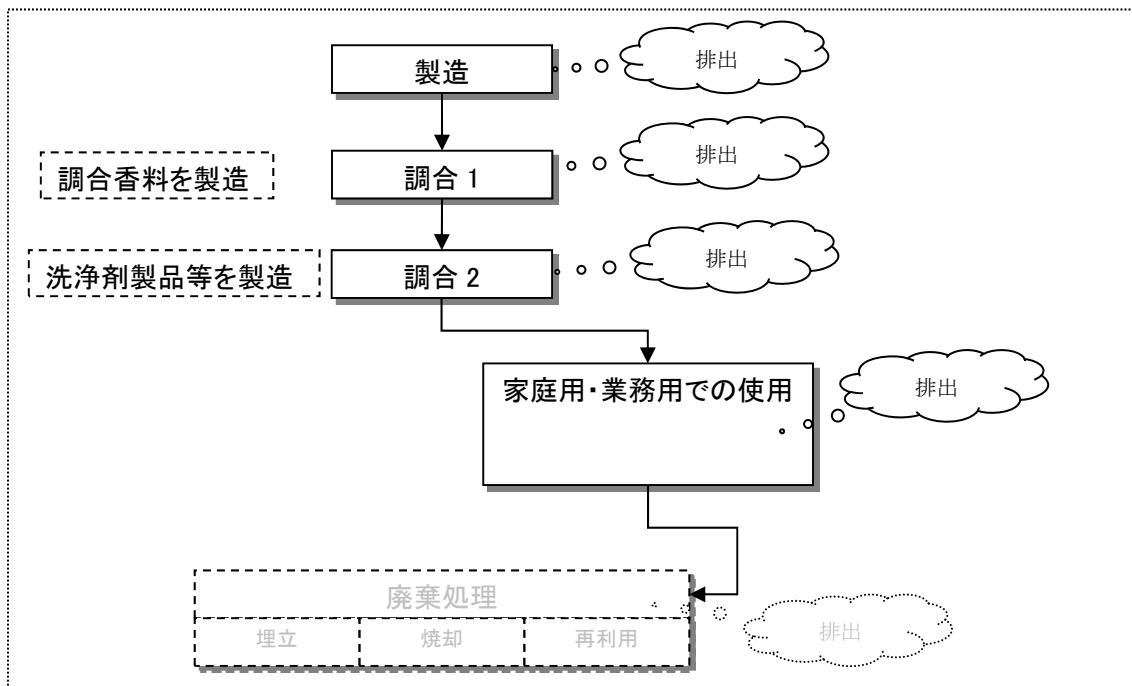 製造
排出
調合香料を製造
調合 1
排出
洗浄剤製品等を製造
調合 2
排出
家庭用・業務用での使用
排出
廃棄処理
埋立
焼却
再利用
排出